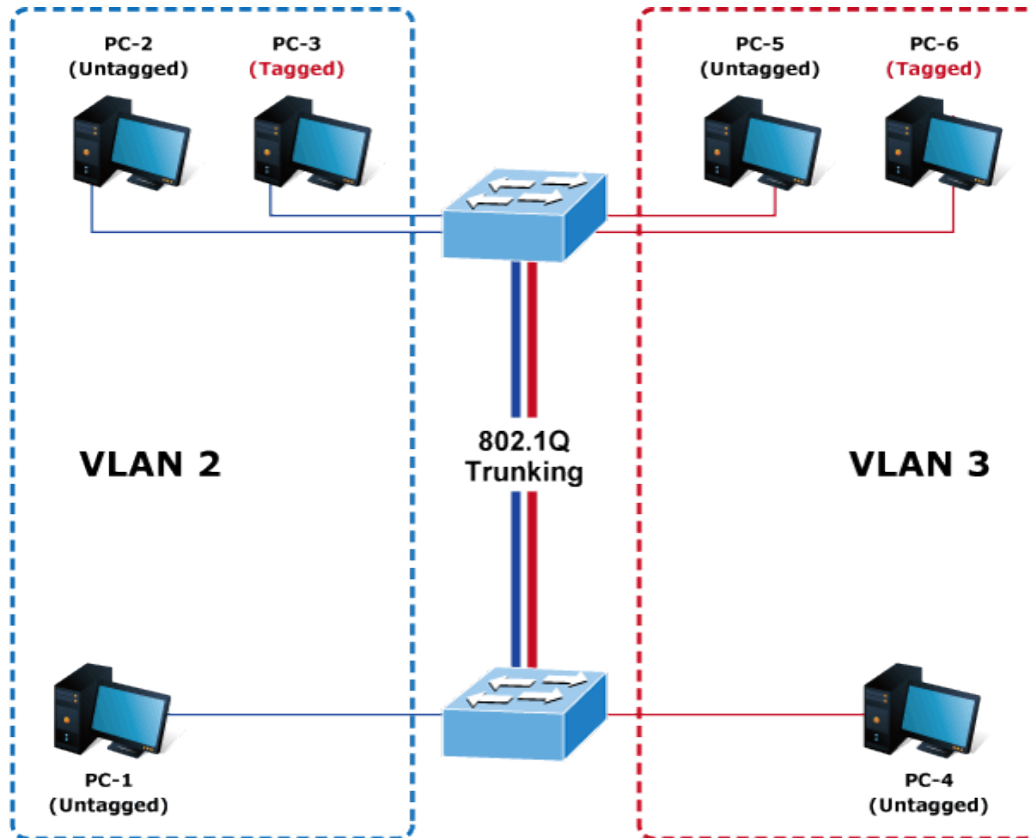 PC-2
(Untagged)
PC-3
(Tagged)
PC-5
(Untagged)
PC-6
(Tagged)
VLAN 2
802.1Q
Trunking
VLAN 3
PC-1
(Untagged)
PC-4
(Untagged)